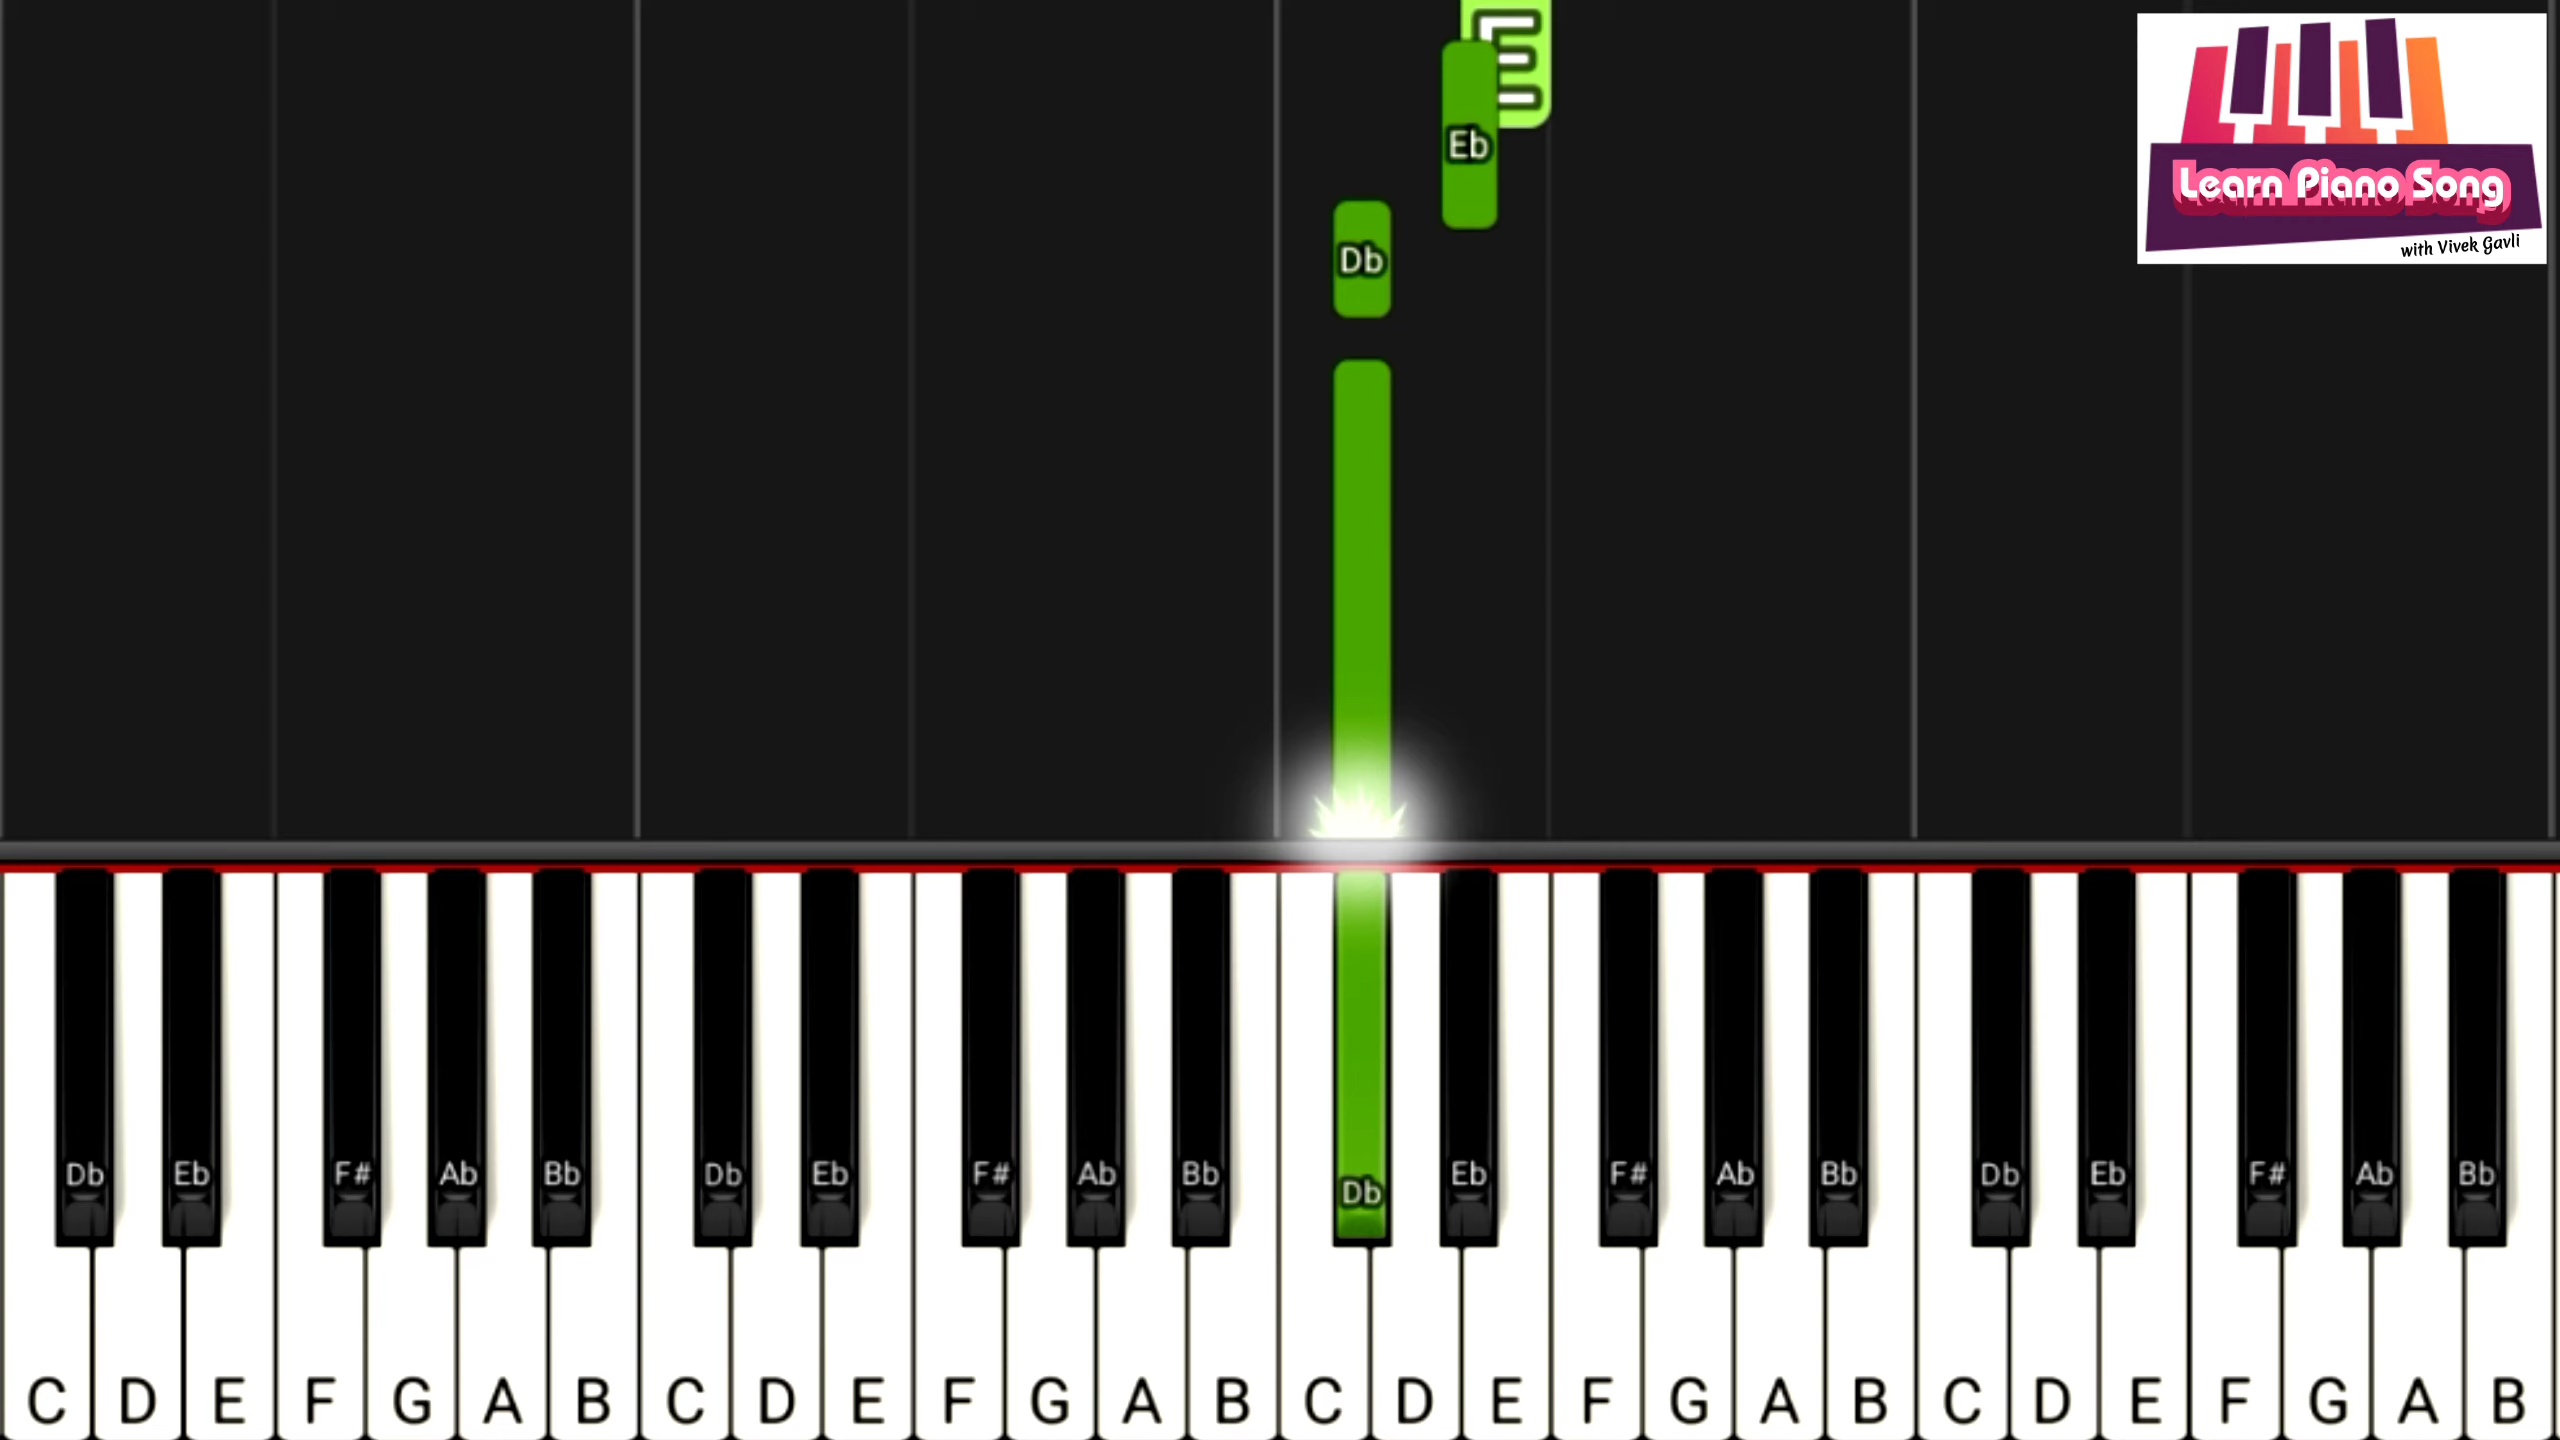 E
Eb
Db
Learn Piano Song
with Vivek Gavli
Db Eb F# Ab Bb Db Eb F# Ab Bb Db Eb F# Ab Bb Db Eb F# Ab Bb
C D E F G A B C D E F G A B C D E F G A B C D E F G A B